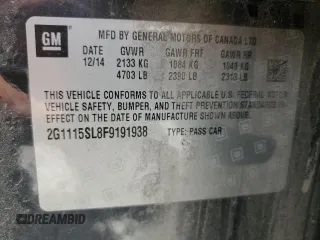 GM
MFD BY GENERAL MOTORS OF CANADA LTD
DATE GVWR GAWR FRT GAWR RR
12/14 2133 KG 1084 KG 1049 KG
4703 LB 2390 LB 2313 LB
THIS VEHICLE CONFORMS TO ALL APPLICABLE U.S. FEDERAL MOTOR
VEHICLE SAFETY, BUMPER, AND THEFT PREVENTION STANDARDS IN
EFFECT ON THE DATE OF MANUFACTURE SHOWN ABOVE.
2G1115SL8F9191938 TYPE: PASS CAR
DREAMBID